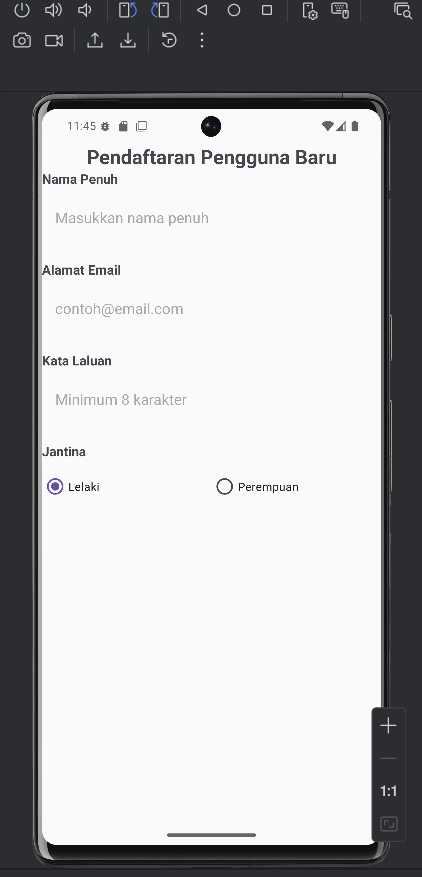 11:45
Pendaftaran Pengguna Baru
Nama Penuh
Masukkan nama penuh
Alamat Email
contoh@email.com
Kata Laluan
Minimum 8 karakter
Jantina
Lelaki Perempuan
1:1